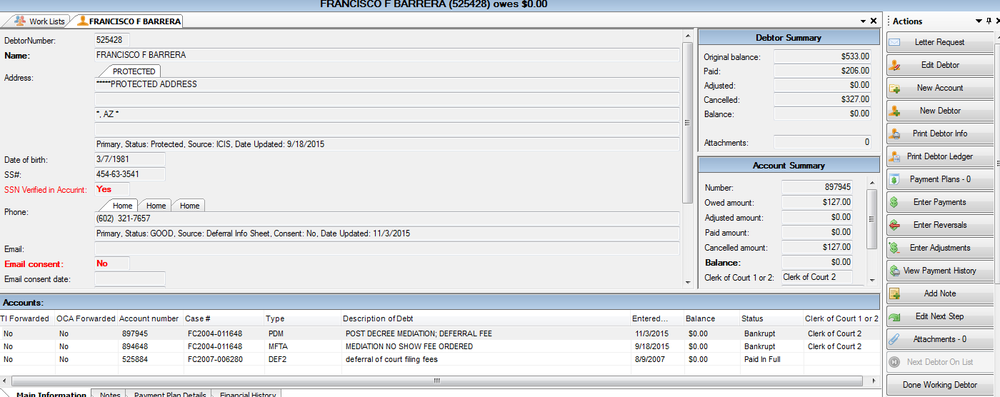 FRANCISCO F BARRERA (525428) owes $0.00
Work Lists FRANCISCO F BARRERA
DebtorNumber: 525428
Name: FRANCISCO F BARRERA
PROTECTED
Address: *****PROTECTED ADDRESS
*, AZ *
Primary, Status: Protected, Source: ICIS, Date Updated: 9/18/2015
Date of birth: 3/7/1981
SS#: 454-63-3541
SSN Verified in Accurint: Yes
Home Home Home
Phone: (602) 321-7657
Primary, Status: GOOD, Source: Deferral Info Sheet, Consent: No, Date Updated: 11/3/2015
Email:
Email consent: No
Email consent date:
Debtor Summary
Original balance: $533.00
Paid: $206.00
Adjusted: $0.00
Cancelled: $327.00
Balance: $0.00
Attachments: 0
Account Summary
Number: 897945
Owed amount: $127.00
Adjusted amount: $0.00
Paid amount: $0.00
Cancelled amount: $127.00
Balance: $0.00
Clerk of Court 1 or 2: Clerk of Court 2
Actions
Letter Request
Edit Debtor
New Account
New Debtor
Print Debtor Info
Print Debtor Ledger
Payment Plans - 0
Enter Payments
Enter Reversals
Enter Adjustments
View Payment History
Add Note
Edit Next Step
Attachments - 0
Next Debtor On List
Done Working Debtor
Accounts:
TI Forwarded OCA Forwarded Account number Case # Type Description of Debt Entered... Balance Status Clerk of Court 1 or 2
No No 897945 FC2004-011648 PDM POST DECREE MEDIATION; DEFERRAL FEE 11/3/2015 $0.00 Bankrupt Clerk of Court 2
No No 894648 FC2004-011648 MFTA MEDIATION NO SHOW FEE ORDERED 9/18/2015 $0.00 Bankrupt Clerk of Court 2
No No 525884 FC2007-006280 DEF2 deferral of court filing fees 8/9/2007 $0.00 Paid In Full
Main Information Notes Payment Plan Details Financial History